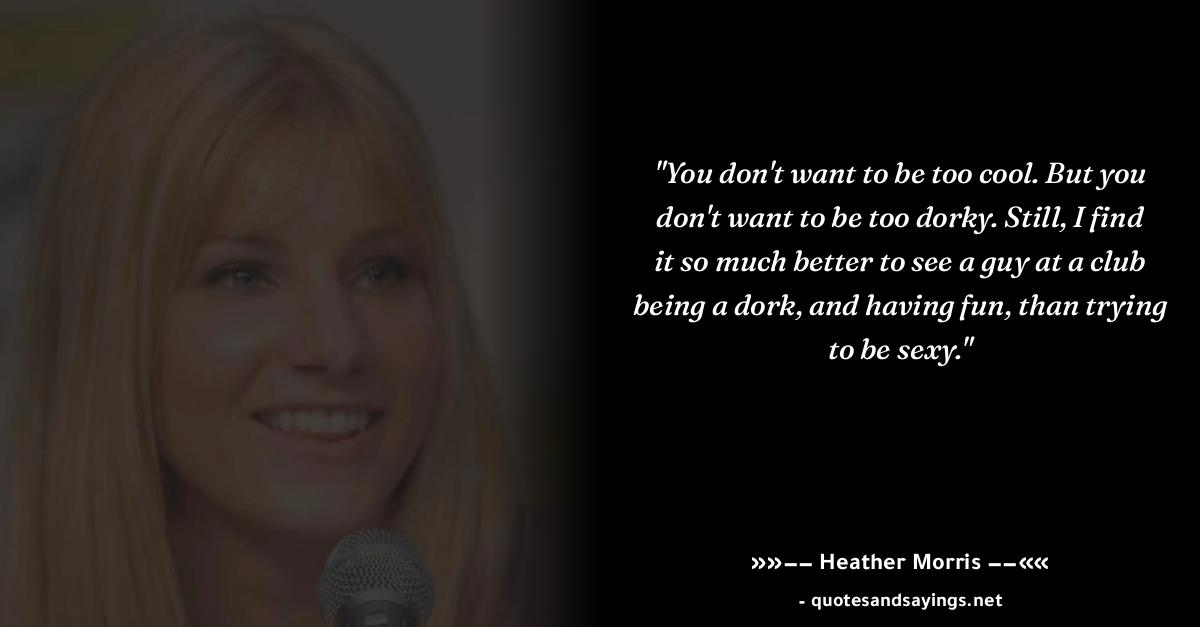 "You don't want to be too cool. But you
don't want to be too dorky. Still, I find
it so much better to see a guy at a club
being a dork, and having fun, than trying
to be sexy."
»»–– Heather Morris ––««
- quotesandsayings.net